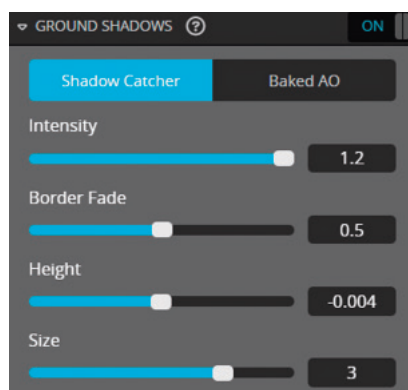 GROUND SHADOWS ? ON
Shadow Catcher Baked AO
Intensity
1.2
Border Fade
0.5
Height
-0.004
Size
3